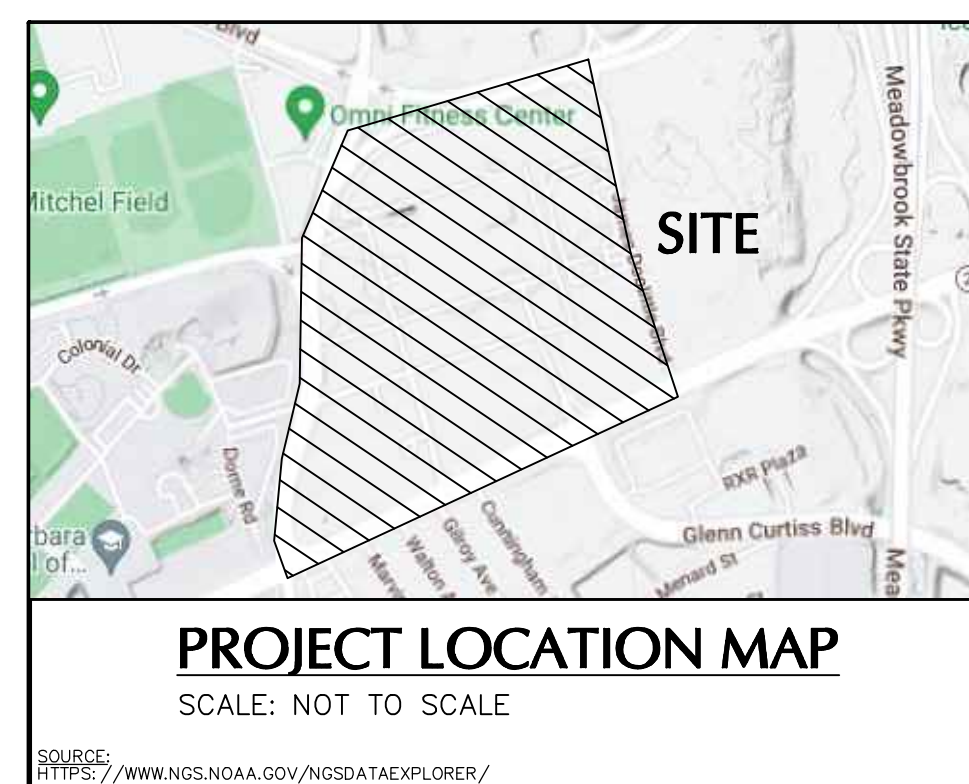 Blvd
Omni Fitness Center
Mitchel Field
SITE
Meadowbrook State Pkwy
Colonial Dr
Dome Rd
RXR Plaza
Cunningham
Gilroy Ave
Walton A
Glenn Curtiss Blvd
Menard St
Mea
rbara
l of...
PROJECT LOCATION MAP
SCALE: NOT TO SCALE
SOURCE:
HTTPS://WWW.NGS.NOAA.GOV/NGSDATAEXPLORER/